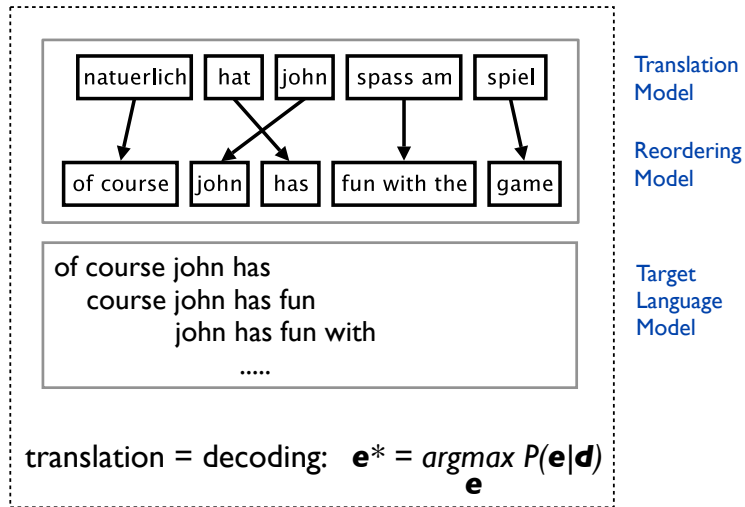 natuerlich hat john spass am spiel
Translation
Model
of course john has fun with the game
Reordering
Model
of course john has
course john has fun
john has fun with
.....
Target
Language
Model
translation = decoding: e* = argmax P(e|d)
e